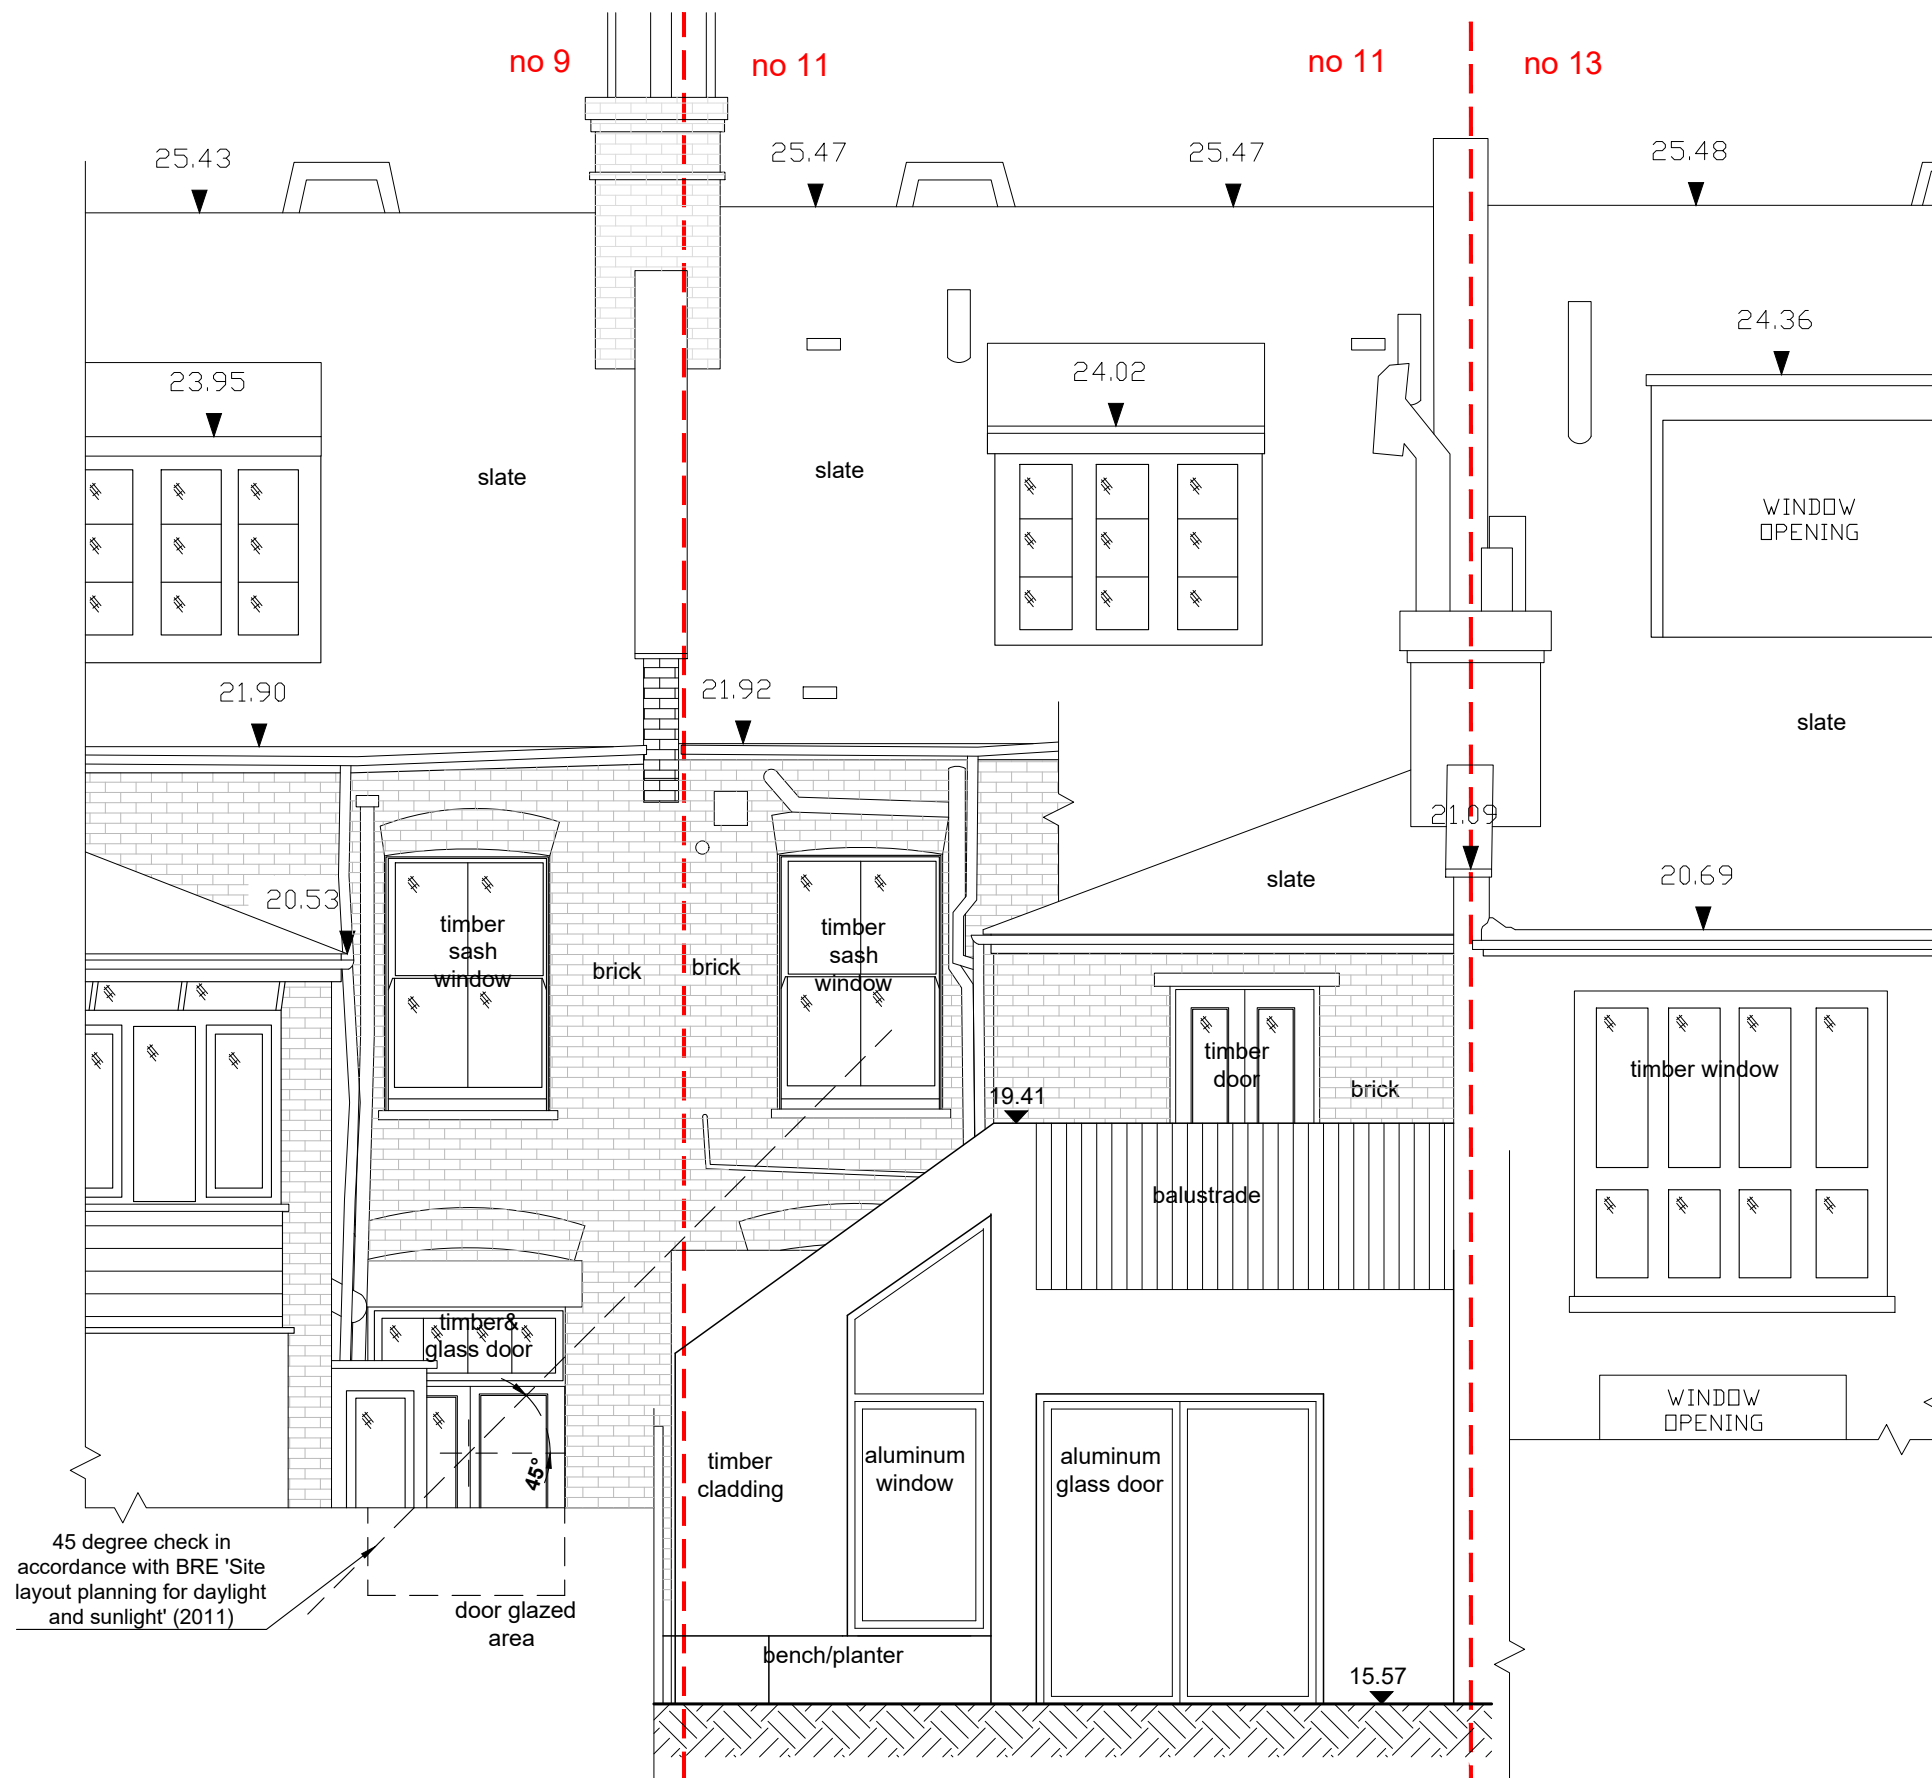 no 9
no 11
no 11
no 13
25.43
25.47
25.47
25.48
24.36
23.95
24.02
slate
slate
WINDOW
OPENING
21.90
21.92
slate
21.09
20.53
slate
20.69
timber
sash
window
brick
brick
timber
sash
window
timber
door
brick
timber window
19.41
balustrade
timber&
glass door
WINDOW
OPENING
45°
timber
cladding
aluminum
window
aluminum
glass door
45 degree check in
accordance with BRE 'Site
layout planning for daylight
and sunlight' (2011)
door glazed
area
bench/planter
15.57